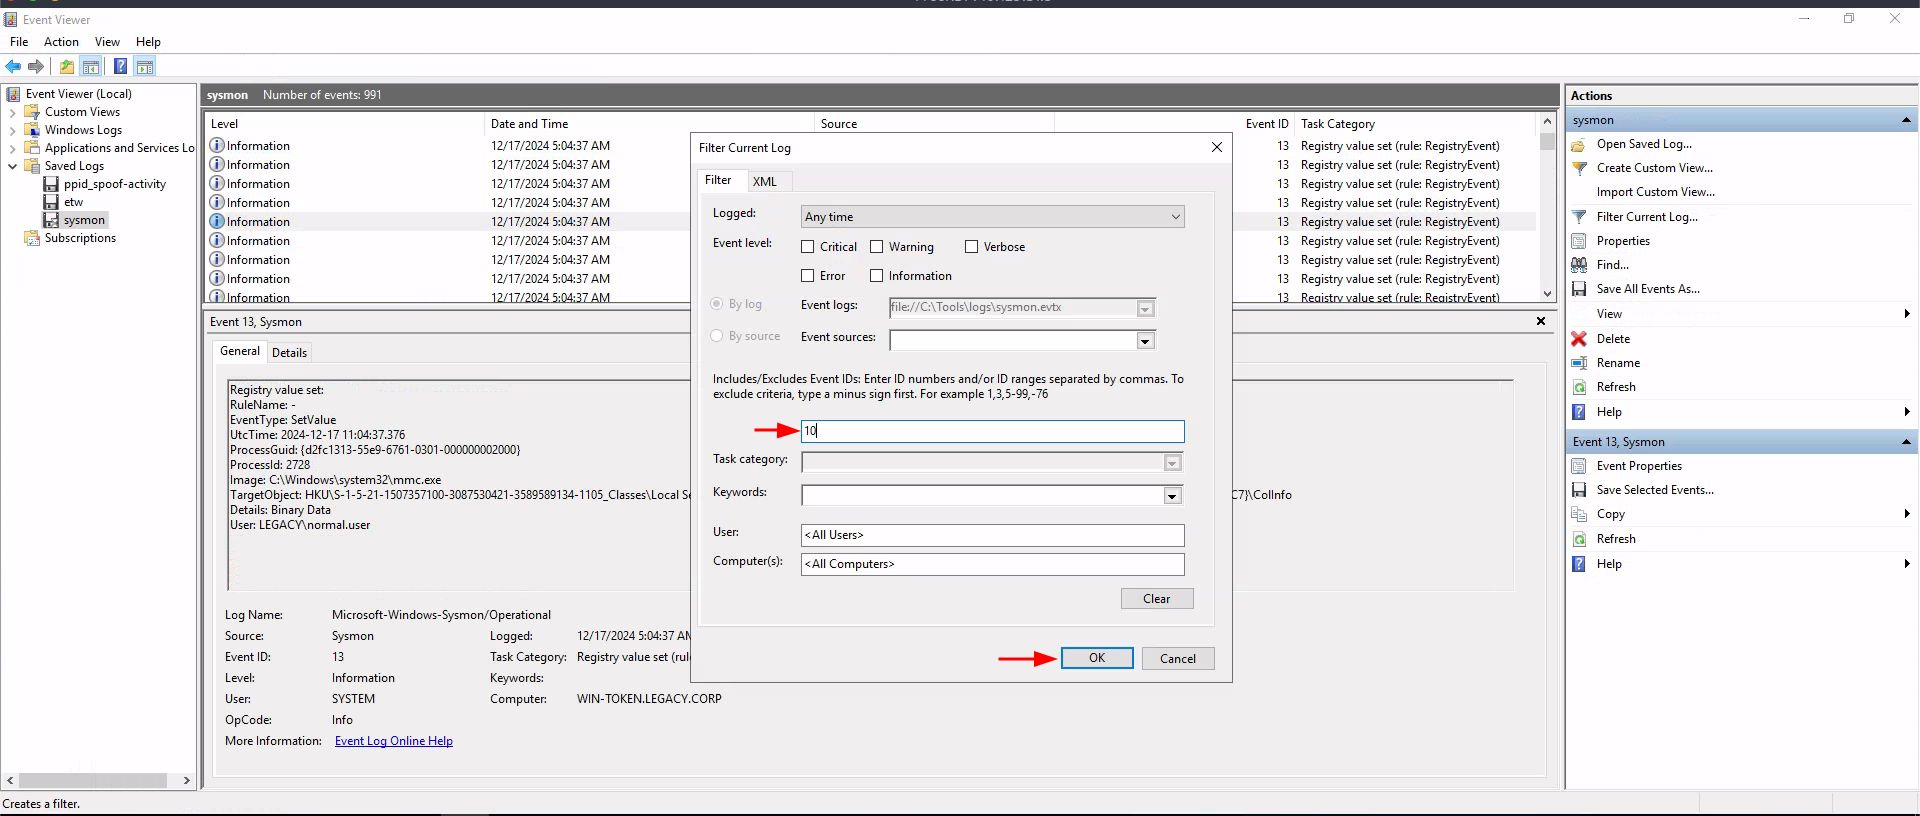 Event Viewer
File Action View Help
Event Viewer (Local)
Custom Views
Windows Logs
Applications and Services Lo
Saved Logs
ppid_spoof-activity
etw
sysmon
Subscriptions
sysmon Number of events: 991
Level Date and Time Source Event ID Task Category
Information 12/17/2024 5:04:37 AM 13 Registry value set (rule: RegistryEvent)
Information 12/17/2024 5:04:37 AM 13 Registry value set (rule: RegistryEvent)
Information 12/17/2024 5:04:37 AM 13 Registry value set (rule: RegistryEvent)
Information 12/17/2024 5:04:37 AM 13 Registry value set (rule: RegistryEvent)
Information 12/17/2024 5:04:37 AM 13 Registry value set (rule: RegistryEvent)
Information 12/17/2024 5:04:37 AM 13 Registry value set (rule: RegistryEvent)
Information 12/17/2024 5:04:37 AM 13 Registry value set (rule: RegistryEvent)
Information 12/17/2024 5:04:37 AM 13 Registry value set (rule: RegistryEvent)
Information 12/17/2024 5:04:37 AM 13 Registry value set (rule: RegistryEvent)
Event 13, Sysmon
General Details
Registry value set:
RuleName: -
EventType: SetValue
UtcTime: 2024-12-17 11:04:37.376
ProcessGuid: {d2fc1313-55e9-6761-0301-000000002000}
ProcessId: 2728
Image: C:\Windows\system32\mmc.exe
TargetObject: HKU\S-1-5-21-1507357100-3087530421-3589589134-1105_Classes\Local Se C7}\CollInfo
Details: Binary Data
User: LEGACY\normal.user
Log Name: Microsoft-Windows-Sysmon/Operational
Source: Sysmon Logged: 12/17/2024 5:04:37 AM
Event ID: 13 Task Category: Registry value set (rul
Level: Information Keywords:
User: SYSTEM Computer: WIN-TOKEN.LEGACY.CORP
OpCode: Info
More Information: Event Log Online Help
Filter Current Log
Filter XML
Logged: Any time
Event level: Critical Warning Verbose
Error Information
By log Event logs: file://C:\Tools\logs\sysmon.evtx
By source Event sources:
Includes/Excludes Event IDs: Enter ID numbers and/or ID ranges separated by commas. To
exclude criteria, type a minus sign first. For example 1,3,5-99,-76
10
Task category:
Keywords:
User: <All Users>
Computer(s): <All Computers>
Clear
OK Cancel
Actions
sysmon
Open Saved Log...
Create Custom View...
Import Custom View...
Filter Current Log...
Properties
Find...
Save All Events As...
View
Delete
Rename
Refresh
Help
Event 13, Sysmon
Event Properties
Save Selected Events...
Copy
Refresh
Help
Creates a filter.